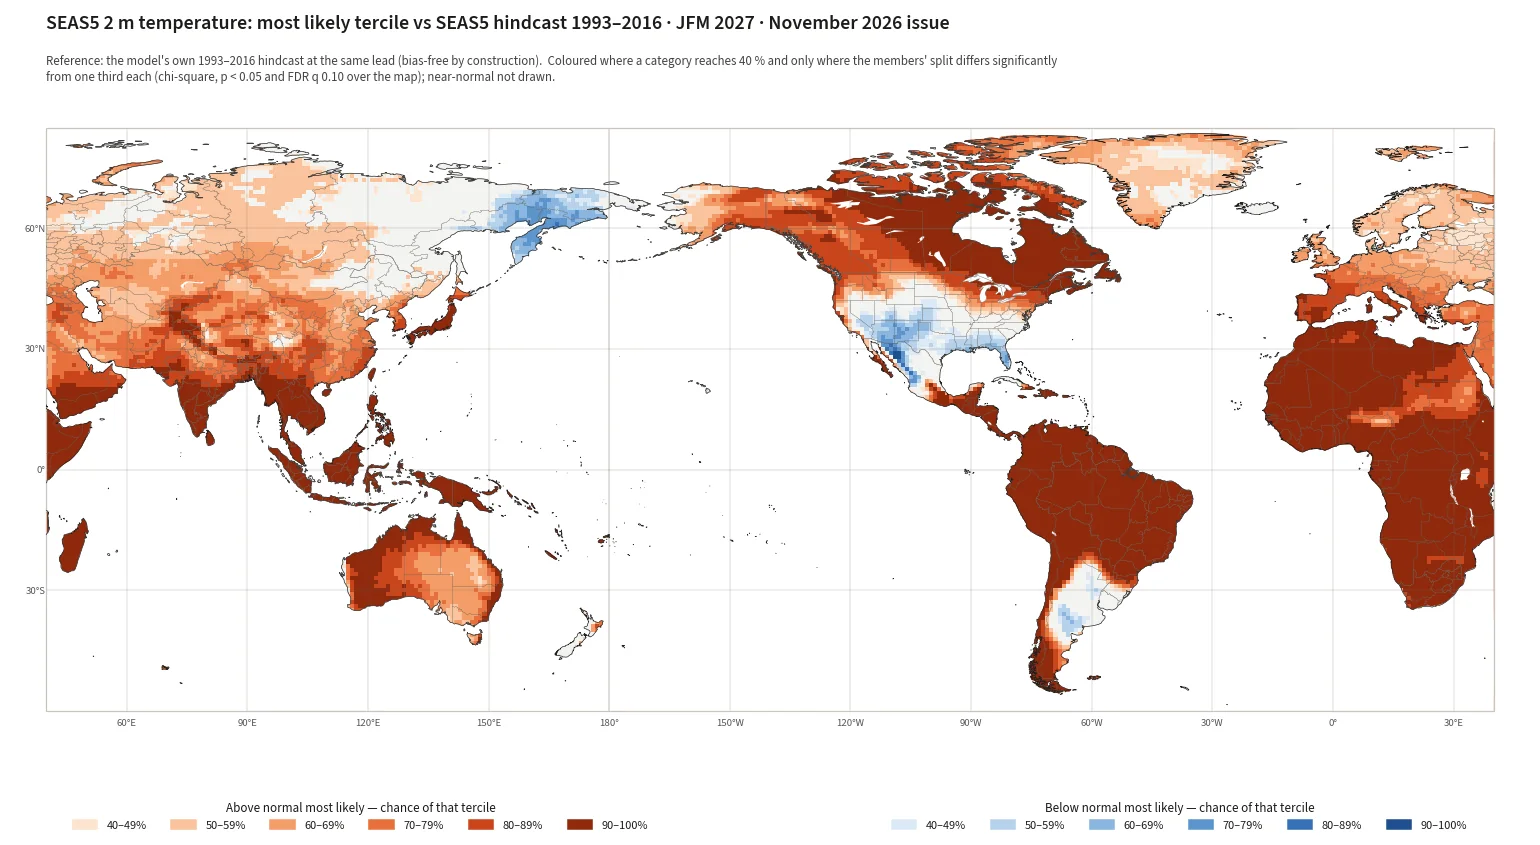 SEAS5 2 m temperature: most likely tercile vs SEAS5 hindcast 1993–2016 · JFM 2027 · November 2026 issue
Reference: the model's own 1993–2016 hindcast at the same lead (bias-free by construction).  Coloured where a category reaches 40 % and only where the members' split differs significantly
from one third each (chi-square, p < 0.05 and FDR q 0.10 over the map); near-normal not drawn.
60°N
30°N
0°
30°S
60°E 90°E 120°E 150°E 180° 150°W 120°W 90°W 60°W 30°W 0° 30°E
Above normal most likely — chance of that tercile
40–49% 50–59% 60–69% 70–79% 80–89% 90–100%
Below normal most likely — chance of that tercile
40–49% 50–59% 60–69% 70–79% 80–89% 90–100%